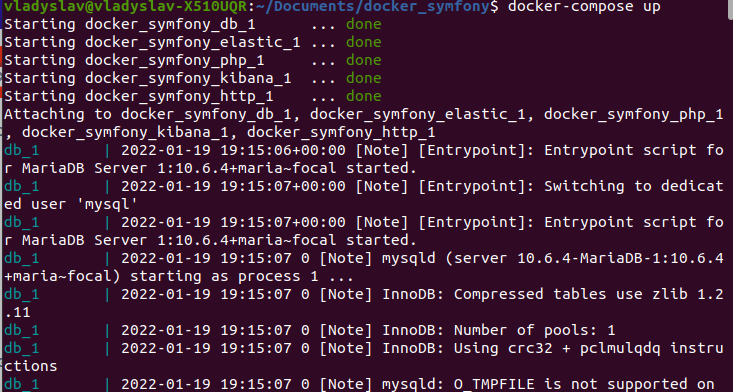 vladyslav@vladyslav-X510UQR:~/Documents/docker_symfony$ docker-compose up
Starting docker_symfony_db_1      ... done
Starting docker_symfony_elastic_1 ... done
Starting docker_symfony_php_1     ... done
Starting docker_symfony_kibana_1  ... done
Starting docker_symfony_http_1    ... done
Attaching to docker_symfony_db_1, docker_symfony_elastic_1, docker_symfony_php_1
, docker_symfony_kibana_1, docker_symfony_http_1
db_1       | 2022-01-19 19:15:06+00:00 [Note] [Entrypoint]: Entrypoint script fo
r MariaDB Server 1:10.6.4+maria~focal started.
db_1       | 2022-01-19 19:15:07+00:00 [Note] [Entrypoint]: Switching to dedicat
ed user 'mysql'
db_1       | 2022-01-19 19:15:07+00:00 [Note] [Entrypoint]: Entrypoint script fo
r MariaDB Server 1:10.6.4+maria~focal started.
db_1       | 2022-01-19 19:15:07 0 [Note] mysqld (server 10.6.4-MariaDB-1:10.6.4
+maria~focal) starting as process 1 ...
db_1       | 2022-01-19 19:15:07 0 [Note] InnoDB: Compressed tables use zlib 1.2
.11
db_1       | 2022-01-19 19:15:07 0 [Note] InnoDB: Number of pools: 1
db_1       | 2022-01-19 19:15:07 0 [Note] InnoDB: Using crc32 + pclmulqdq instru
ctions
db_1       | 2022-01-19 19:15:07 0 [Note] mysqld: O_TMPFILE is not supported on